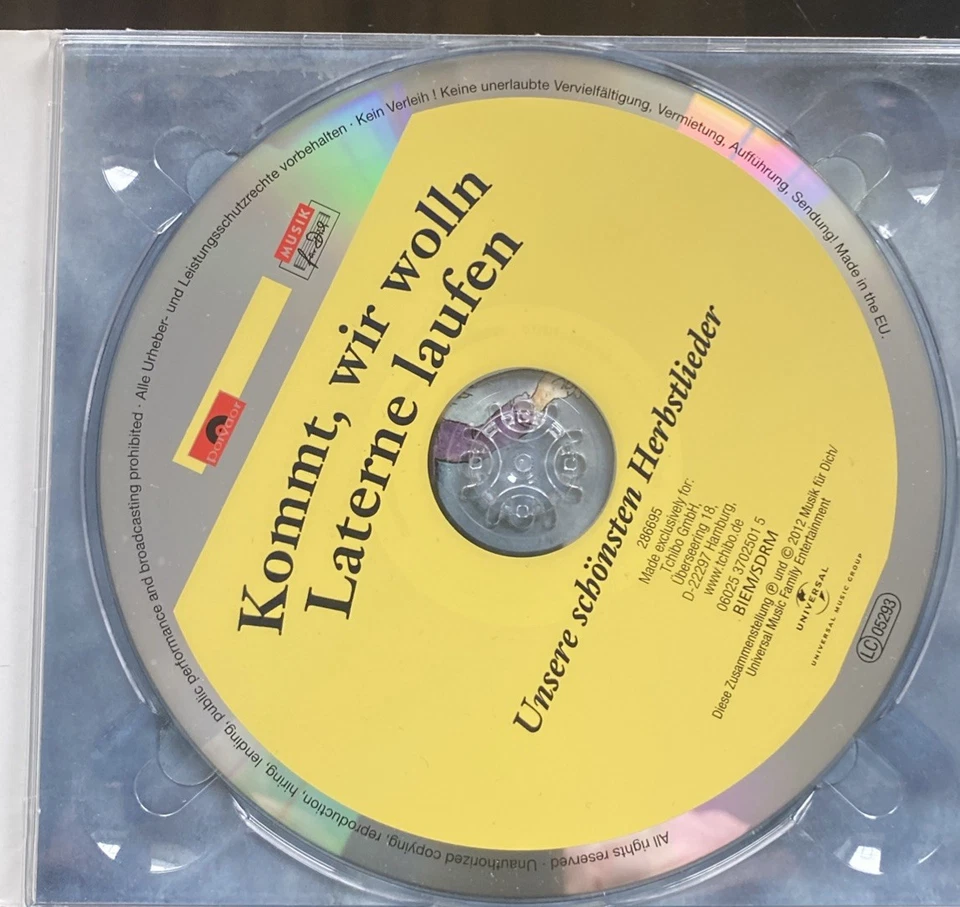 Alle Urheber- und Leistungsschutzrechte vorbehalten · Kein Verleih ! Keine unerlaubte Vervielfältigung, Vermietung, Aufführung, Sendung! Made in the EU.
MUSIK
für Dich
Polydor
Kommt, wir wolln
Laterne laufen
Unsere schönsten Herbstlieder
286695
Made exclusively for:
Tchibo GmbH,
Überseering 18,
D-22297 Hamburg,
www.tchibo.de
06025 3702501 5
BIEM/SDRM
Diese Zusammenstellung ℗ und © 2012 Musik für Dich/
Universal Music Family Entertainment
UNIVERSAL
UNIVERSAL MUSIC GROUP
LC 05293
All rights reserved · Unauthorized copying, reproduction, hiring, lending, public performance and broadcasting prohibited ·